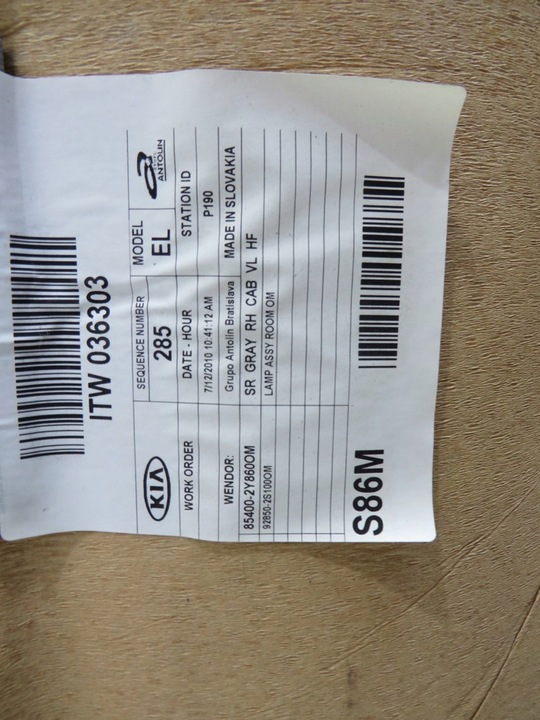 ITW 036303
KIA
SEQUENCE NUMBER
285
MODEL
EL
ANTOLIN
WORK ORDER
DATE - HOUR
STATION ID
7/12/2010 10:41:12 AM
P190
WENDOR:
Grupo Antolin Bratislava
MADE IN SLOVAKIA
85400-2Y860OM
SR GRAY RH CAB VL HF
92850-2S100OM
LAMP ASSY ROOM OM
S86M